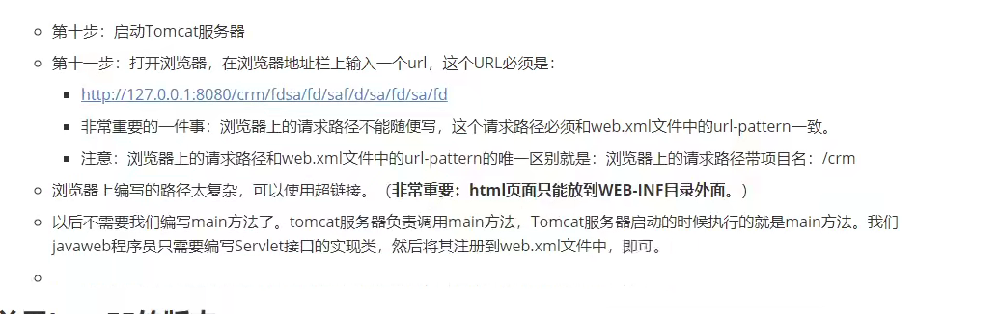 第十步：启动Tomcat服务器
第十一步：打开浏览器，在浏览器地址栏上输入一个url，这个URL必须是：
http://127.0.0.1:8080/crm/fdsa/fd/saf/d/sa/fd/sa/fd
非常重要的一件事：浏览器上的请求路径不能随便写，这个请求路径必须和web.xml文件中的url-pattern一致。
注意：浏览器上的请求路径和web.xml文件中的url-pattern的唯一区别就是：浏览器上的请求路径带项目名：/crm
浏览器上编写的路径太复杂，可以使用超链接。（非常重要：html页面只能放到WEB-INF目录外面。）
以后不需要我们编写main方法了。tomcat服务器负责调用main方法，Tomcat服务器启动的时候执行的就是main方法。我们
javaweb程序员只需要编写Servlet接口的实现类，然后将其注册到web.xml文件中，即可。